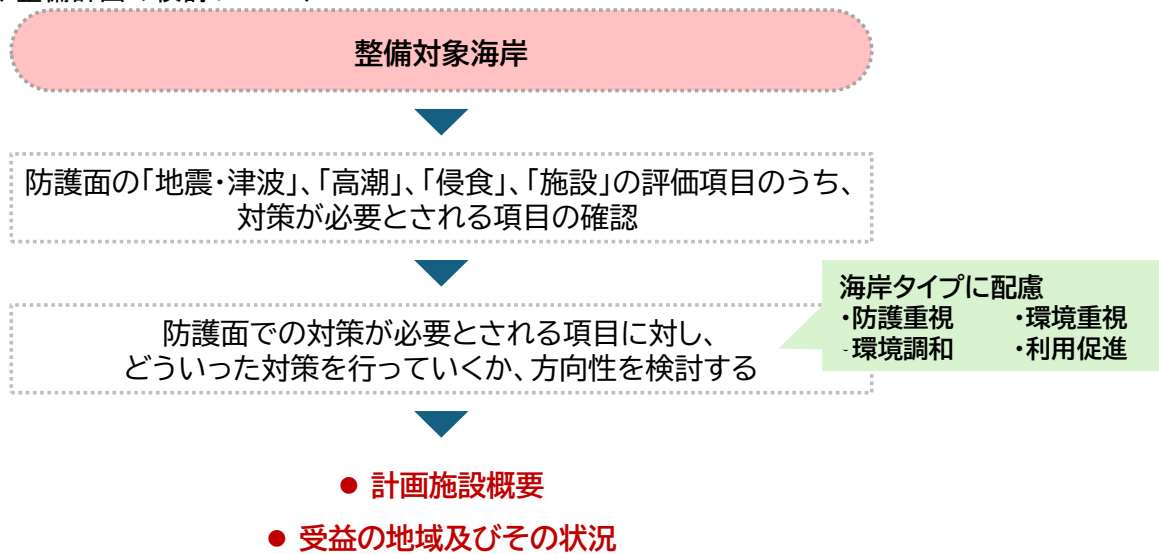 整備対象海岸
防護面の「地震・津波」、「高潮」、「侵食」、「施設」の評価項目のうち、
対策が必要とされる項目の確認
防護面での対策が必要とされる項目に対し、
どういった対策を行っていくか、方向性を検討する
海岸タイプに配慮
・防護重視 ・環境重視
・環境調和 ・利用促進
● 計画施設概要
● 受益の地域及びその状況